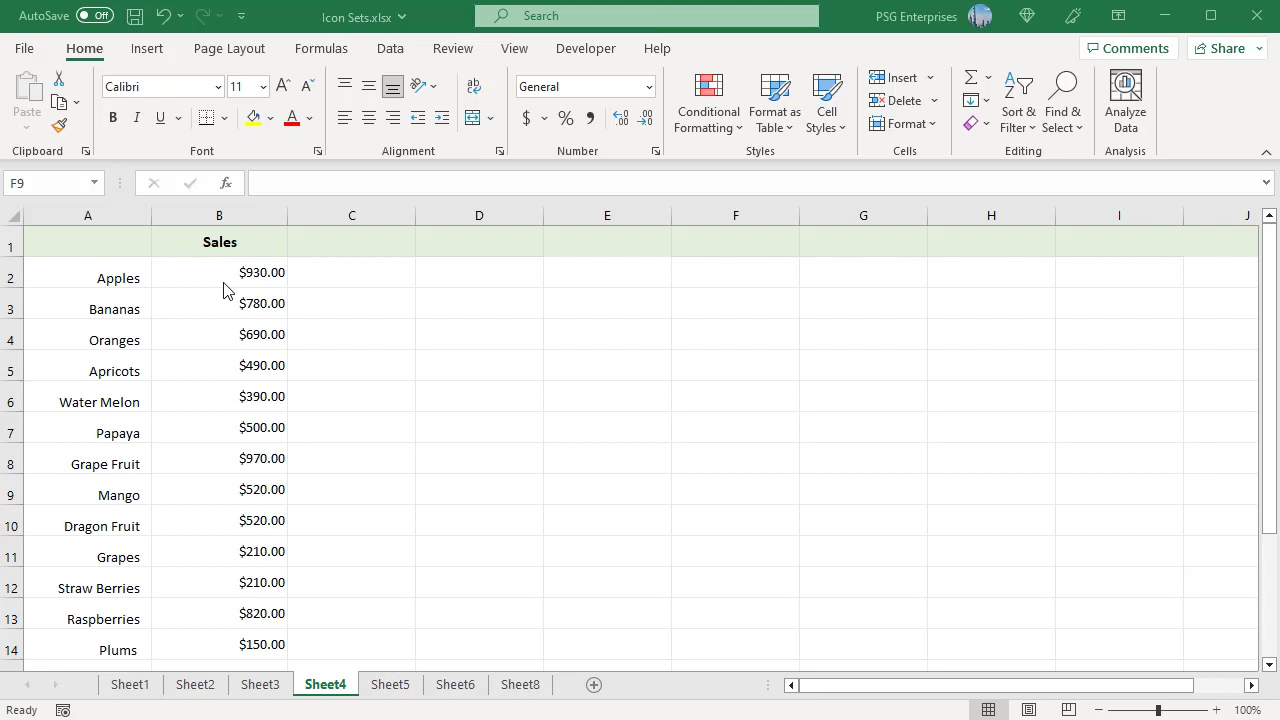 AutoSave Off Icon Sets.xlsx Search PSG Enterprises
File Home Insert Page Layout Formulas Data Review View Developer Help Comments Share
Paste Calibri 11 General Conditional Formatting Format as Table Cell Styles Insert Delete Format Sort & Filter Find & Select Analyze Data
Clipboard Font Alignment Number Styles Cells Editing Analysis
F9 fx
A B C D E F G H I J
1 Sales
2 Apples $930.00
3 Bananas $780.00
4 Oranges $690.00
5 Apricots $490.00
6 Water Melon $390.00
7 Papaya $500.00
8 Grape Fruit $970.00
9 Mango $520.00
10 Dragon Fruit $520.00
11 Grapes $210.00
12 Straw Berries $210.00
13 Raspberries $820.00
14 Plums $150.00
Sheet1 Sheet2 Sheet3 Sheet4 Sheet5 Sheet6 Sheet8
Ready 100%